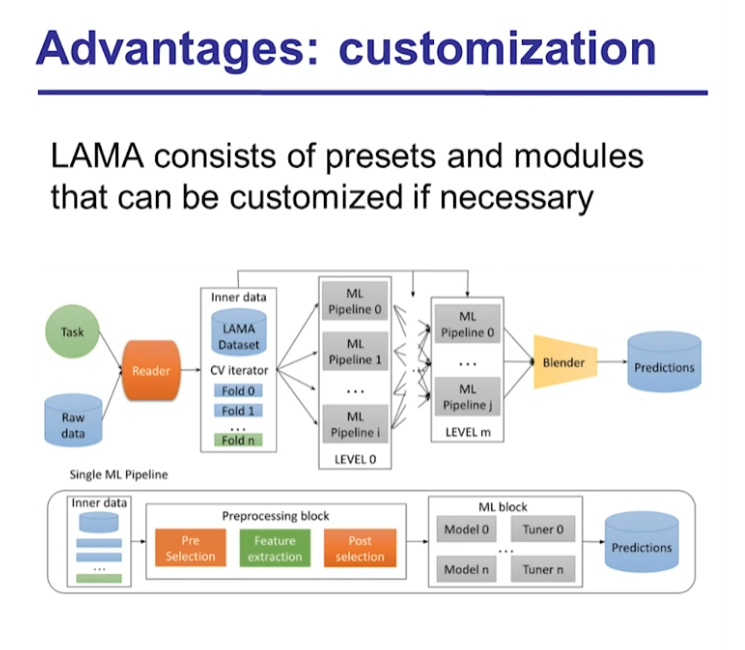 Advantages: customization
LAMA consists of presets and modules
that can be customized if necessary
Task
Raw
data
Reader
Inner data
LAMA
Dataset
CV iterator
Fold 0
Fold 1
...
Fold n
ML
Pipeline 0
ML
Pipeline 1
...
ML
Pipeline i
LEVEL 0
ML
Pipeline 0
...
ML
Pipeline j
LEVEL m
Blender
Predictions
Single ML Pipeline
Inner data
...
Preprocessing block
Pre
Selection
Feature
extraction
Post
selection
ML block
Model 0
Tuner 0
...
Model n
Tuner n
Predictions